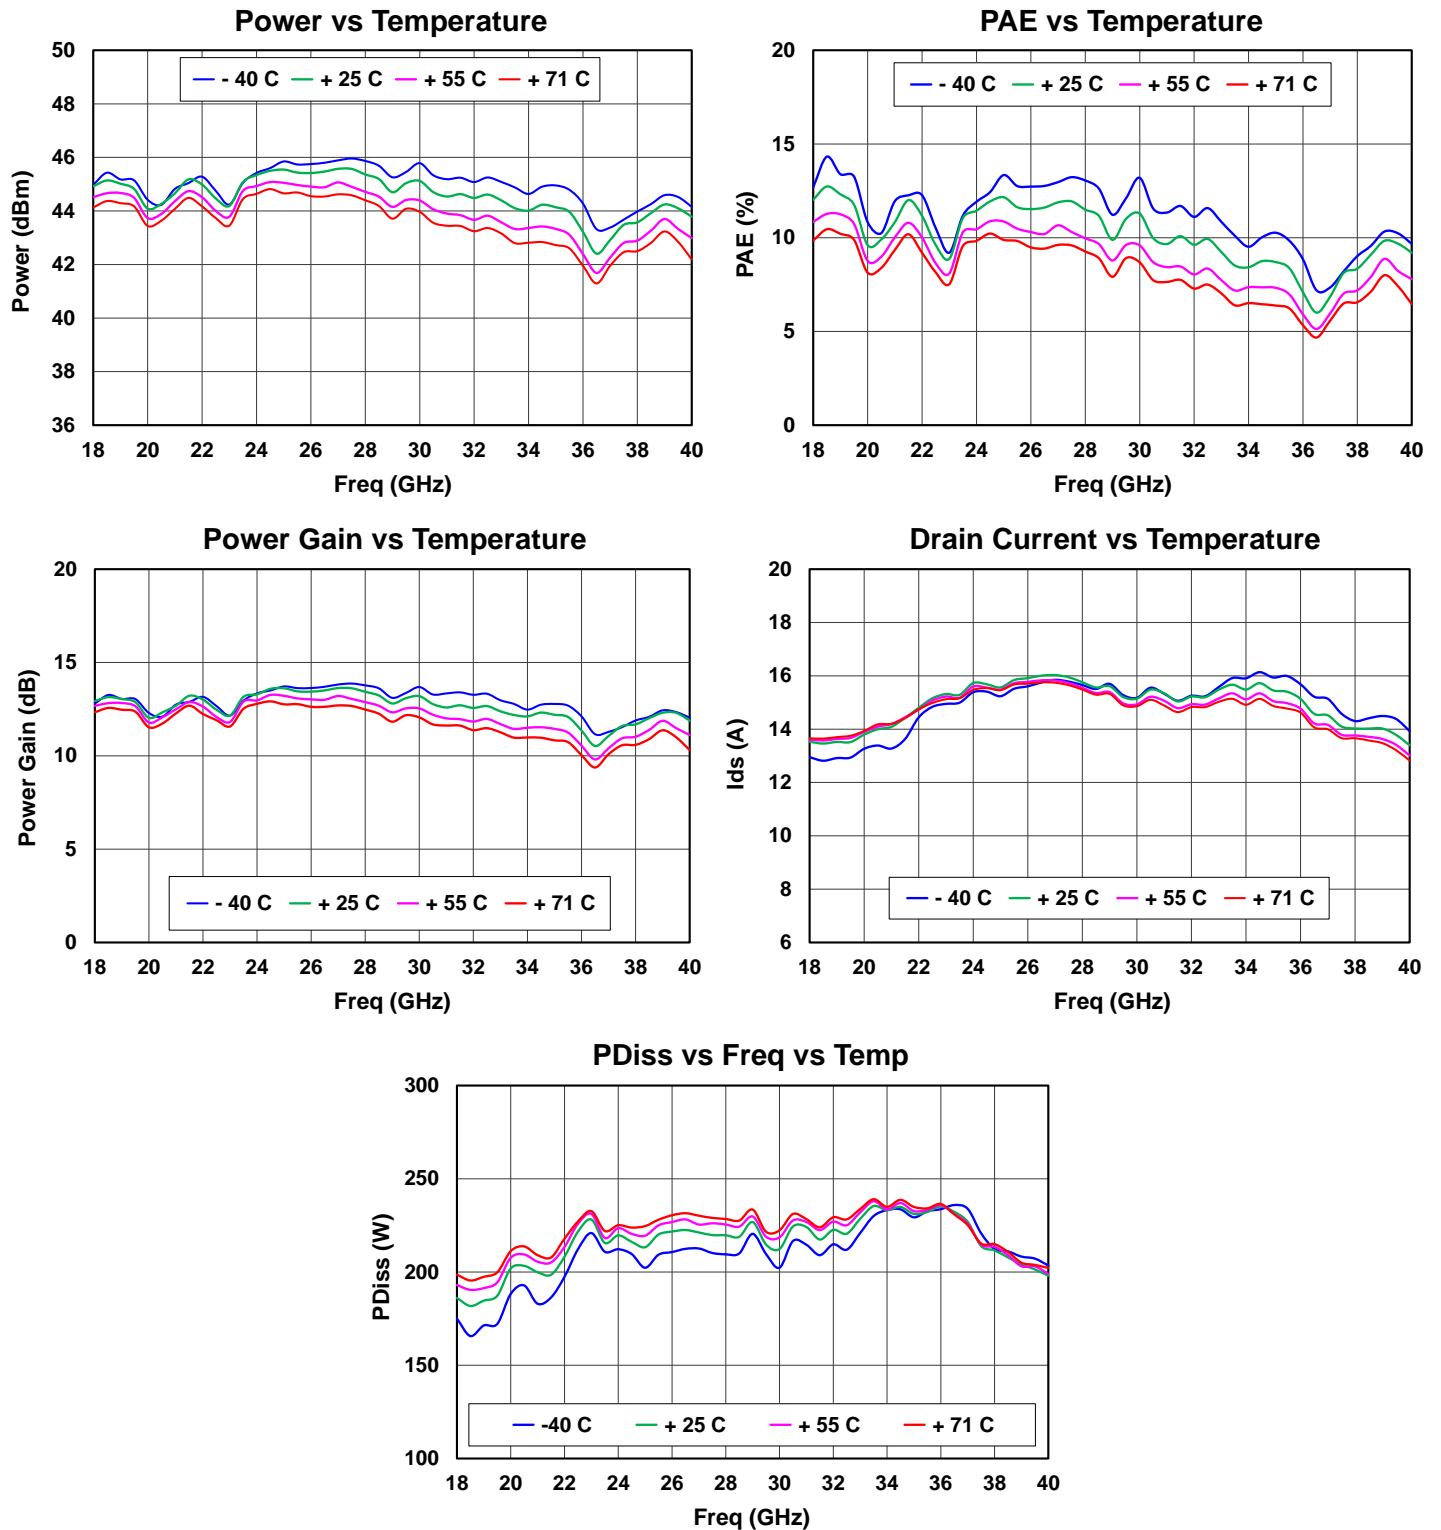 Power vs Temperature
50
48
46
44
42
40
38
36
Power (dBm)
- 40 C + 25 C + 55 C + 71 C
18 20 22 24 26 28 30 32 34 36 38 40
Freq (GHz)
PAE vs Temperature
20
15
10
5
0
PAE (%)
- 40 C + 25 C + 55 C + 71 C
18 20 22 24 26 28 30 32 34 36 38 40
Freq (GHz)
Power Gain vs Temperature
20
15
10
5
0
Power Gain (dB)
- 40 C + 25 C + 55 C + 71 C
18 20 22 24 26 28 30 32 34 36 38 40
Freq (GHz)
Drain Current vs Temperature
20
18
16
14
12
10
8
6
Ids (A)
- 40 C + 25 C + 55 C + 71 C
18 20 22 24 26 28 30 32 34 36 38 40
Freq (GHz)
PDiss vs Freq vs Temp
300
250
200
150
100
PDiss (W)
-40 C + 25 C + 55 C + 71 C
18 20 22 24 26 28 30 32 34 36 38 40
Freq (GHz)